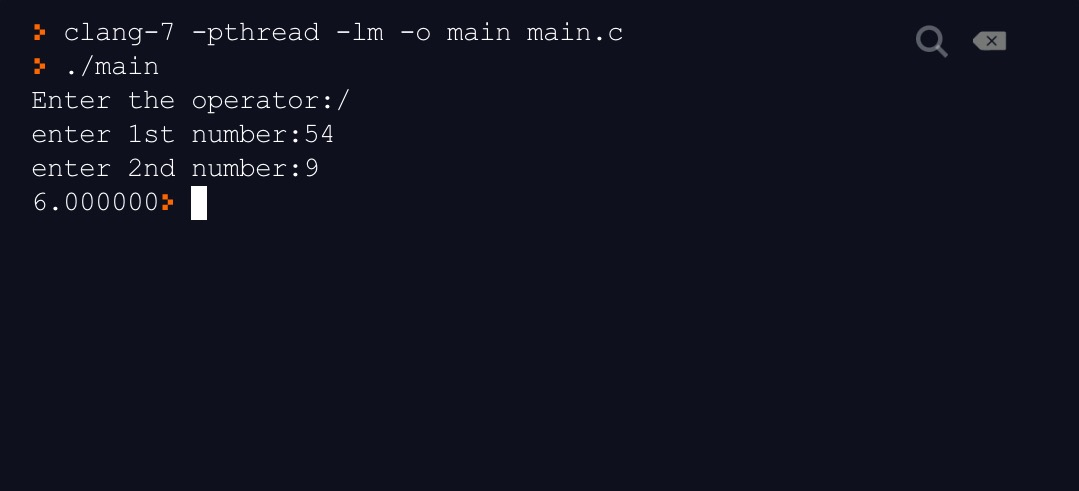 clang-7 -pthread -lm -o main main.c
./main
Enter the operator:/
enter 1st number:54
enter 2nd number:9
6.000000